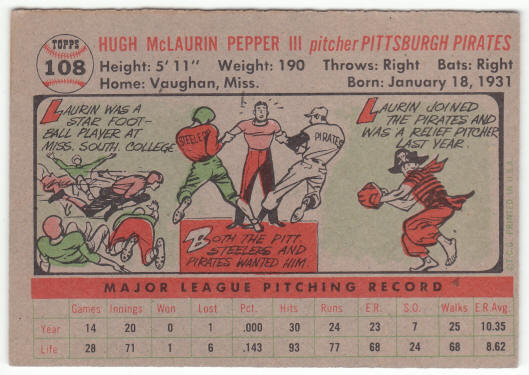 TOPPS
108
HUGH McLAURIN PEPPER III pitcher PITTSBURGH PIRATES
Height: 5' 11" Weight: 190 Throws: Right Bats: Right
Home: Vaughan, Miss. Born: January 18, 1931
LAURIN WAS A
STAR FOOT-
BALL PLAYER AT
MISS. SOUTH. COLLEGE
STEELERS
PIRATES
BOTH THE PITT.
STEELERS AND
PIRATES WANTED HIM.
LAURIN JOINED
THE PIRATES AND
WAS A RELIEF PITCHER
LAST YEAR.
T.C.G. PRINTED IN U.S.A.
MAJOR LEAGUE PITCHING RECORD
Games Innings Won Lost Pct. Hits Runs E.R. S.O. Walks E.R.Avg.
Year 14 20 0 1 .000 30 24 23 7 25 10.35
Life 28 71 1 6 .143 93 77 68 24 68 8.62